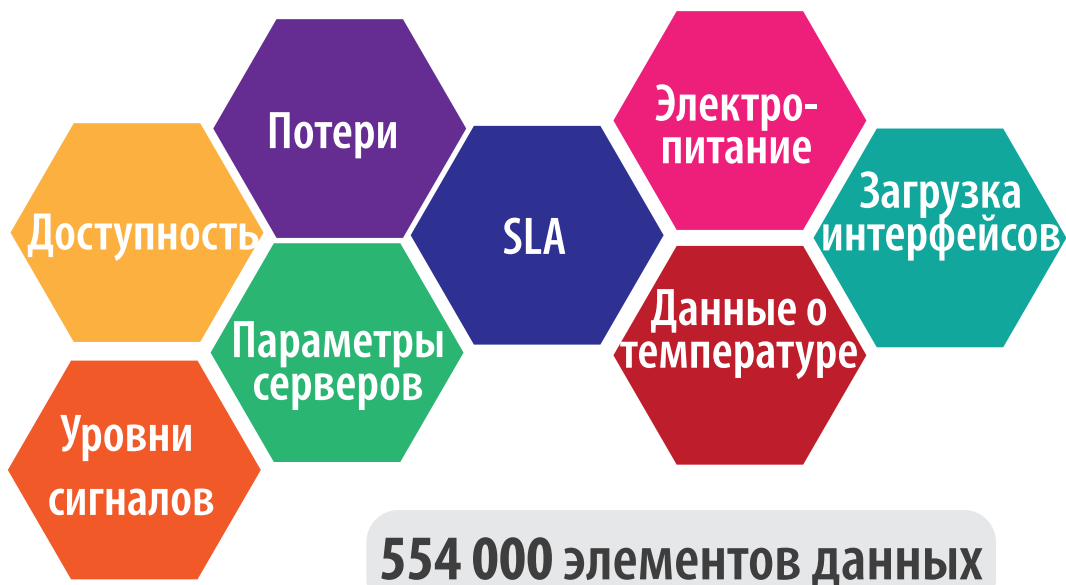 Потери
Электро-
питание
Доступность
SLA
Загрузка
интерфейсов
Параметры
серверов
Данные о
температуре
Уровни
сигналов
554 000 элементов данных